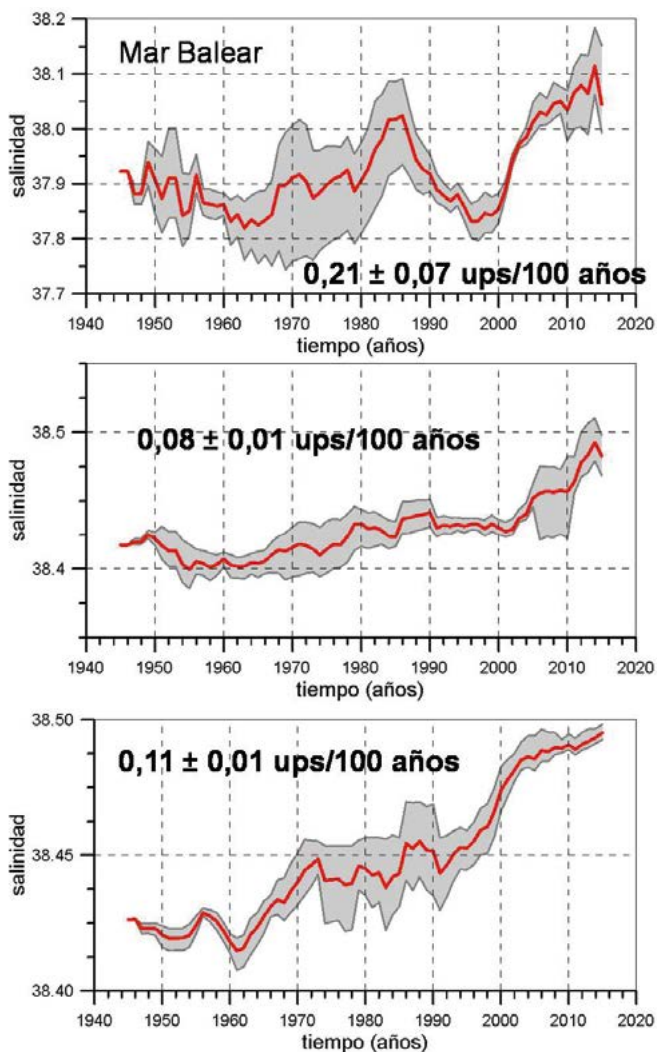 38.2
Mar Balear
38.1
38.0
salinidad
37.9
37.8
0,21 ± 0,07 ups/100 años
37.7
1940 1950 1960 1970 1980 1990 2000 2010 2020
tiempo (años)
38.5
0,08 ± 0,01 ups/100 años
salinidad
38.4
1940 1950 1960 1970 1980 1990 2000 2010 2020
tiempo (años)
38.50
0,11 ± 0,01 ups/100 años
salinidad
38.45
38.40
1940 1950 1960 1970 1980 1990 2000 2010 2020
tiempo (años)